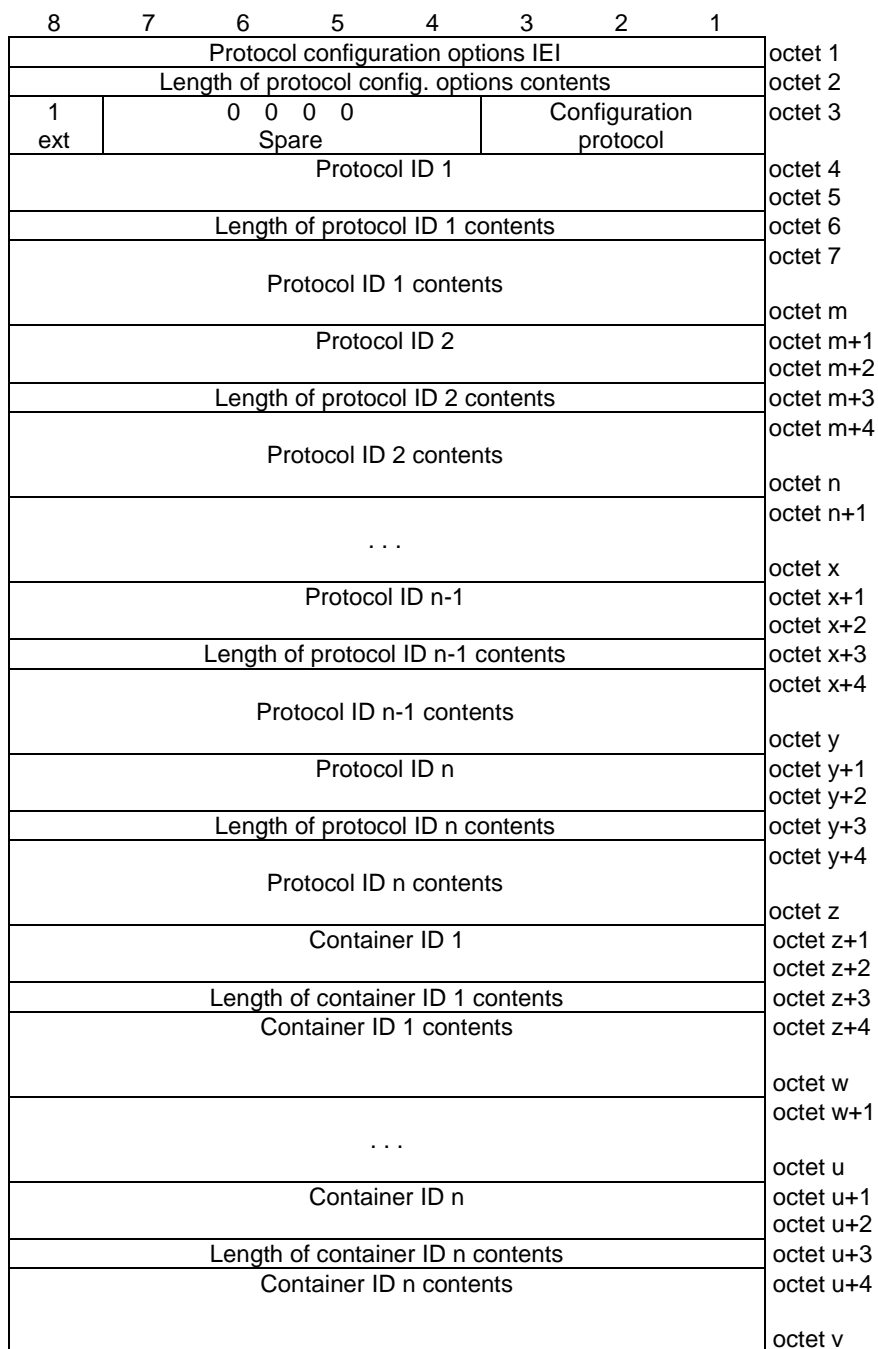 8 7 6 5 4 3 2 1
Protocol configuration options IEI octet 1
Length of protocol config. options contents octet 2
1 0 0 0 0 Configuration octet 3
ext Spare protocol
Protocol ID 1 octet 4
octet 5
Length of protocol ID 1 contents octet 6
octet 7
Protocol ID 1 contents
octet m
Protocol ID 2 octet m+1
octet m+2
Length of protocol ID 2 contents octet m+3
octet m+4
Protocol ID 2 contents
octet n
octet n+1
. . .
octet x
Protocol ID n-1 octet x+1
octet x+2
Length of protocol ID n-1 contents octet x+3
octet x+4
Protocol ID n-1 contents
octet y
Protocol ID n octet y+1
octet y+2
Length of protocol ID n contents octet y+3
octet y+4
Protocol ID n contents
octet z
Container ID 1 octet z+1
octet z+2
Length of container ID 1 contents octet z+3
Container ID 1 contents octet z+4
octet w
octet w+1
. . .
octet u
Container ID n octet u+1
octet u+2
Length of container ID n contents octet u+3
Container ID n contents octet u+4
octet v